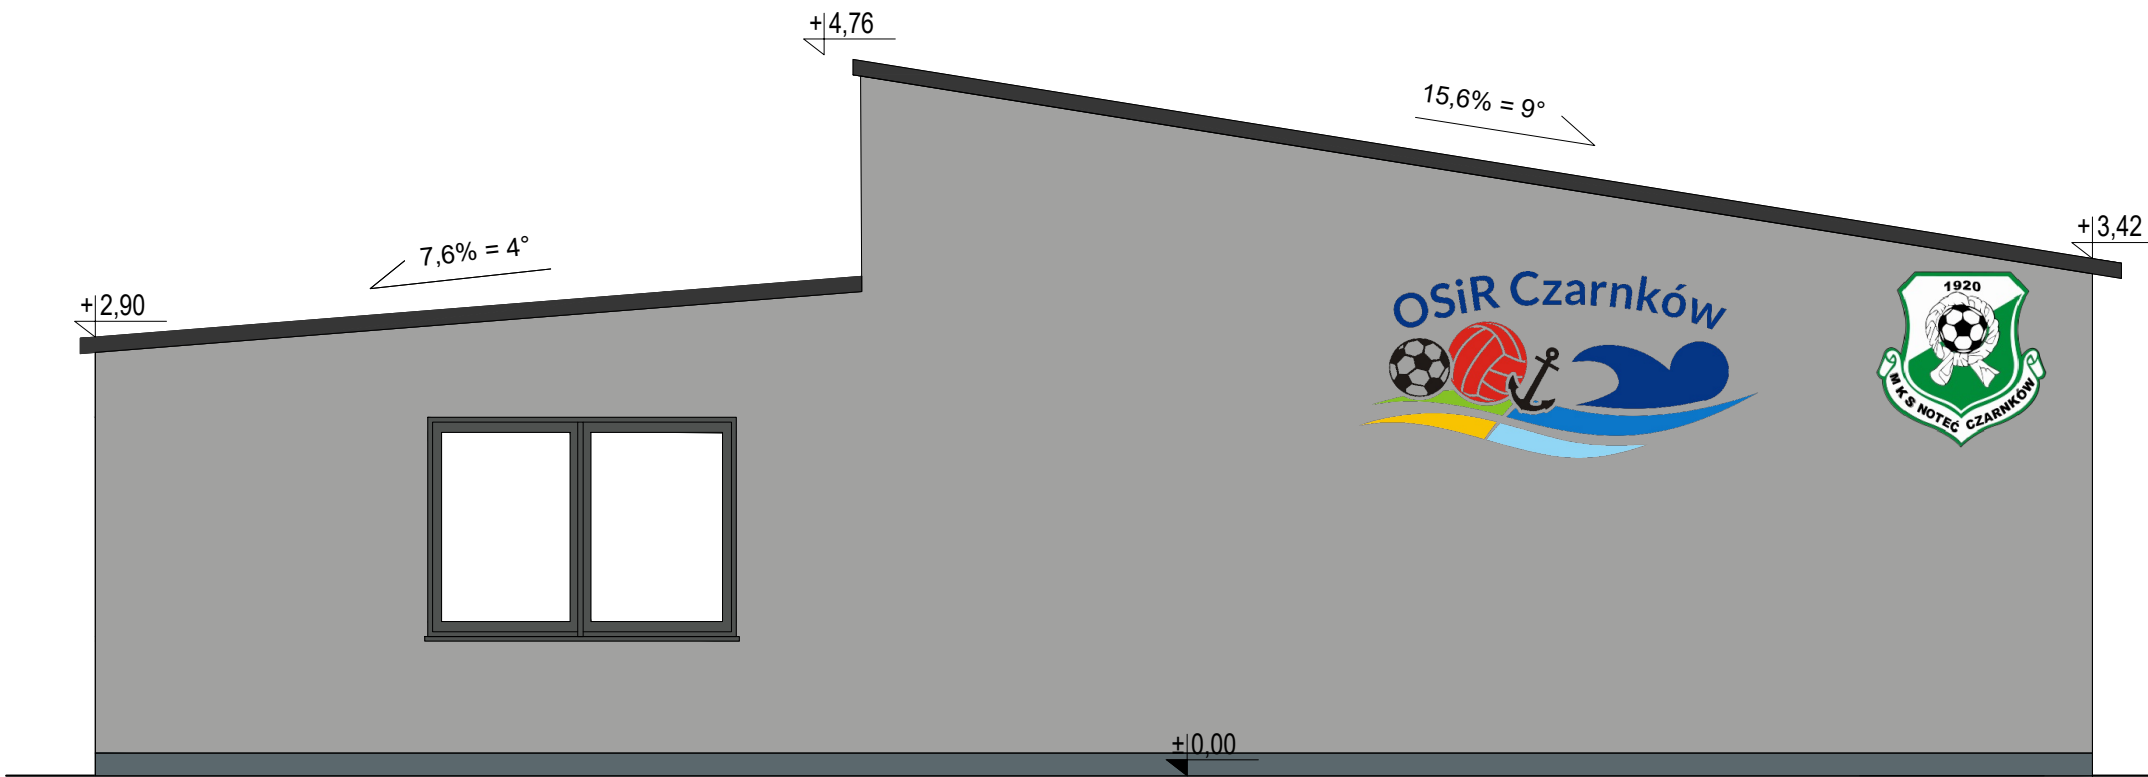 +4,76
15,6% = 9°
+3,42
7,6% = 4°
+2,90
OSiR Czarnków
1920
MKS NOTEĆ CZARNKÓW
±0,00